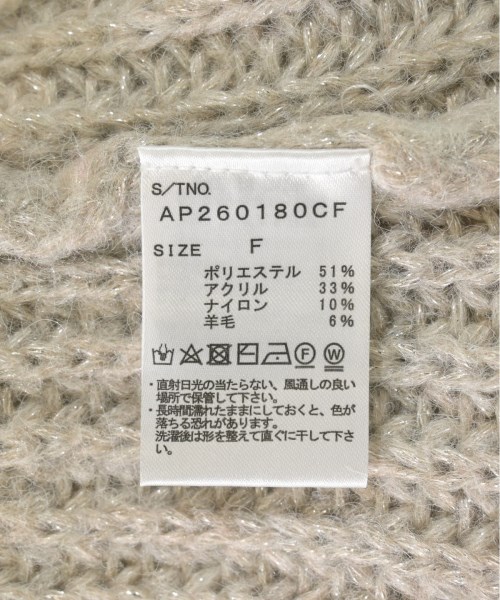 S/TNO.
AP260180CF
SIZE F
ポリエステル 51%
アクリル 33%
ナイロン 10%
羊毛 6%
F W
・直射日光の当たらない、風通しの良い
場所で保管して下さい。
・長時間濡れたままにしておくと、色が
落ちる恐れがあります。
洗濯後は形を整えて直ぐに干して下さ
い。